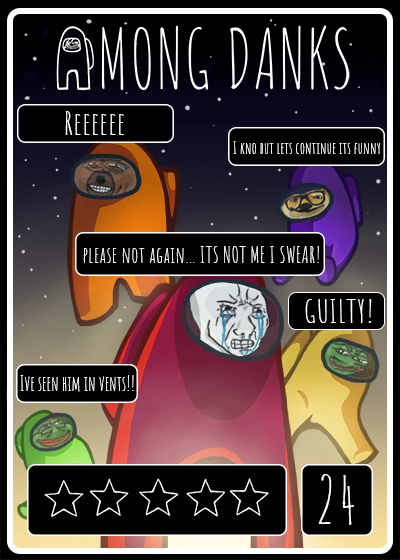 AMONG DANKS
REEEEEE
I KNO BUT LETS CONTINUE ITS FUNNY
PLEASE NOT AGAIN... ITS NOT ME I SWEAR!
GUILTY!
IVE SEEN HIM IN VENTS!!
24